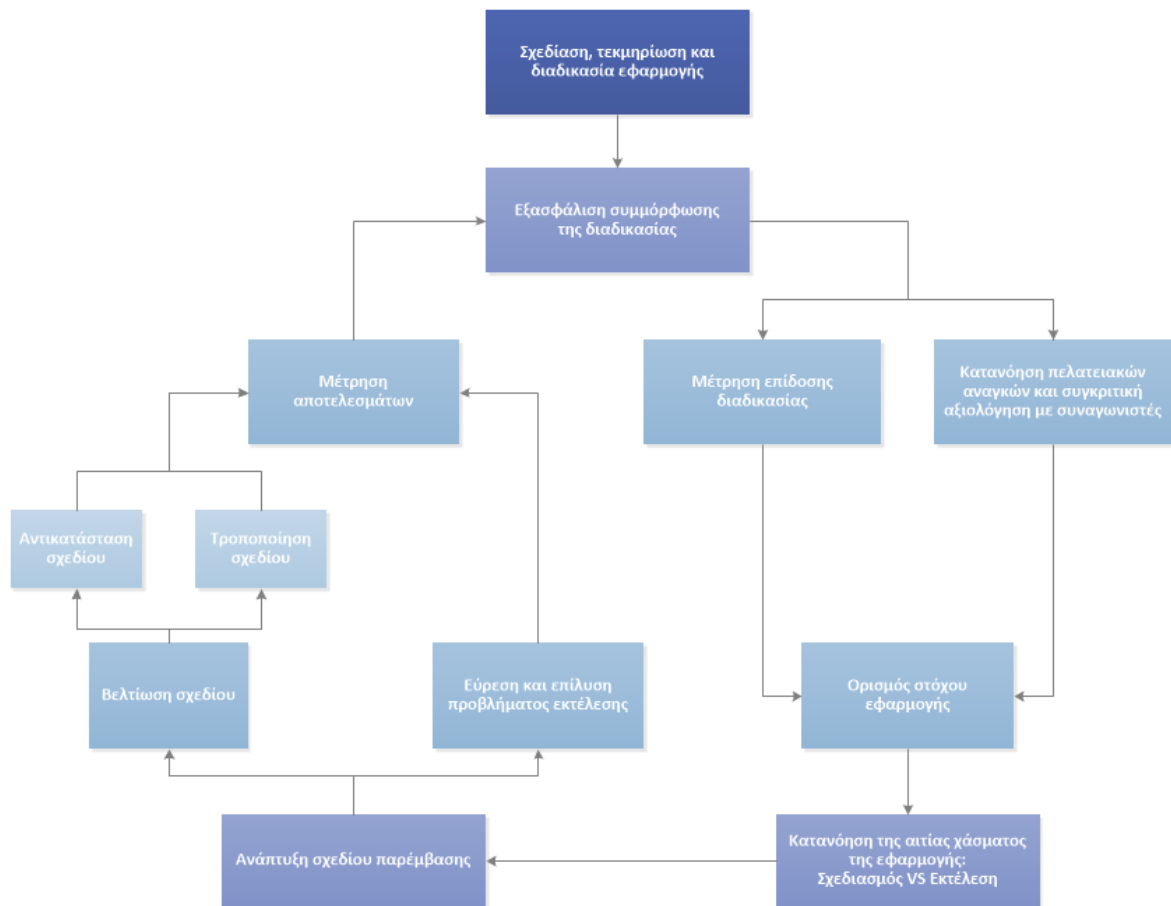 Σχεδίαση, τεκμηρίωση και
διαδικασία εφαρμογής
Εξασφάλιση συμμόρφωσης
της διαδικασίας
Μέτρηση
αποτελεσμάτων
Μέτρηση επίδοσης
διαδικασίας
Κατανόηση πελατειακών
αναγκών και συγκριτική
αξιολόγηση με συναγωνιστές
Αντικατάσταση
σχεδίου
Τροποποίηση
σχεδίου
Βελτίωση σχεδίου
Εύρεση και επίλυση
προβλήματος εκτέλεσης
Ορισμός στόχου
εφαρμογής
Ανάπτυξη σχεδίου παρέμβασης
Κατανόηση της αιτίας χάσματος
της εφαρμογής:
Σχεδιασμός VS Εκτέλεση